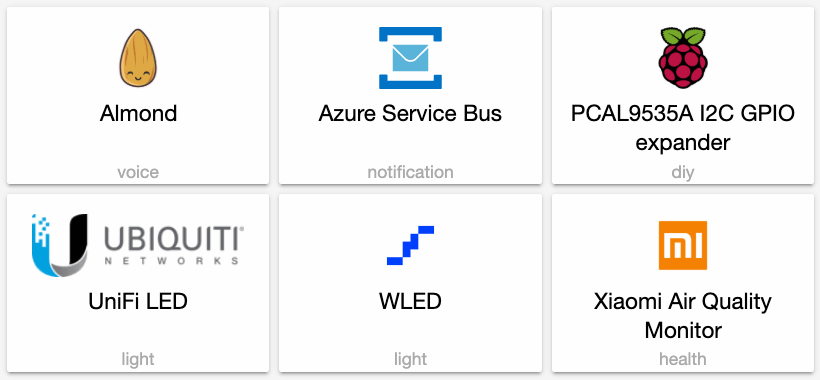 Almond
voice
Azure Service Bus
notification
PCAL9535A I2C GPIO
expander
diy
UBIQUITI®
NETWORKS
UniFi LED
light
WLED
light
mi
Xiaomi Air Quality
Monitor
health